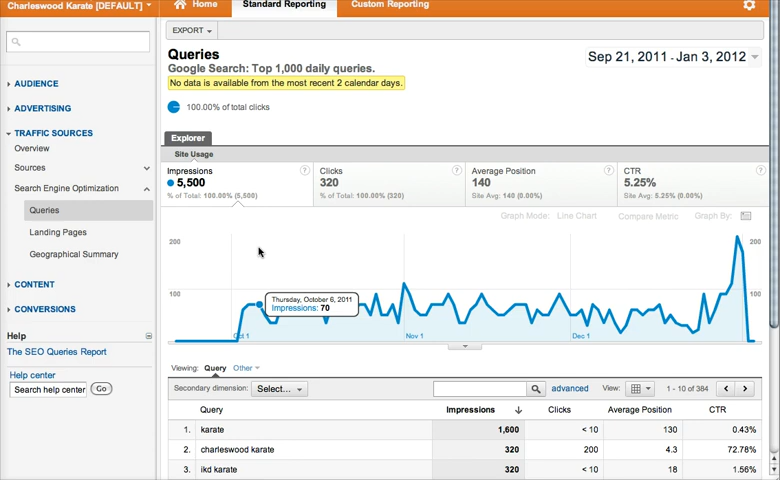 Charleswood Karate [DEFAULT]
Home
Standard Reporting
Custom Reporting
EXPORT
Queries
Google Search: Top 1,000 daily queries.
No data is available from the most recent 2 calendar days.
Sep 21, 2011 - Jan 3, 2012
100.00% of total clicks
AUDIENCE
ADVERTISING
TRAFFIC SOURCES
Overview
Sources
Search Engine Optimization
Queries
Landing Pages
Geographical Summary
CONTENT
CONVERSIONS
Help
The SEO Queries Report
Help center
Search help center
Go
Explorer
Site Usage
Impressions
5,500
% of Total: 100.00% (5,500)
Clicks
320
% of Total: 100.00% (320)
Average Position
140
Site Avg: 140 (0.00%)
CTR
5.25%
Site Avg: 5.25% (0.00%)
Graph Mode: Line Chart Compare Metric Graph By:
200 200
100 100
Thursday, October 6, 2011
Impressions: 70
Oct 1 Nov 1 Dec 1
Viewing: Query Other
Secondary dimension: Select... advanced View: 1 - 10 of 384
Query Impressions Clicks Average Position CTR
1. karate 1,600 < 10 130 0.43%
2. charleswood karate 320 200 4.3 72.78%
3. ikd karate 320 < 10 18 1.56%